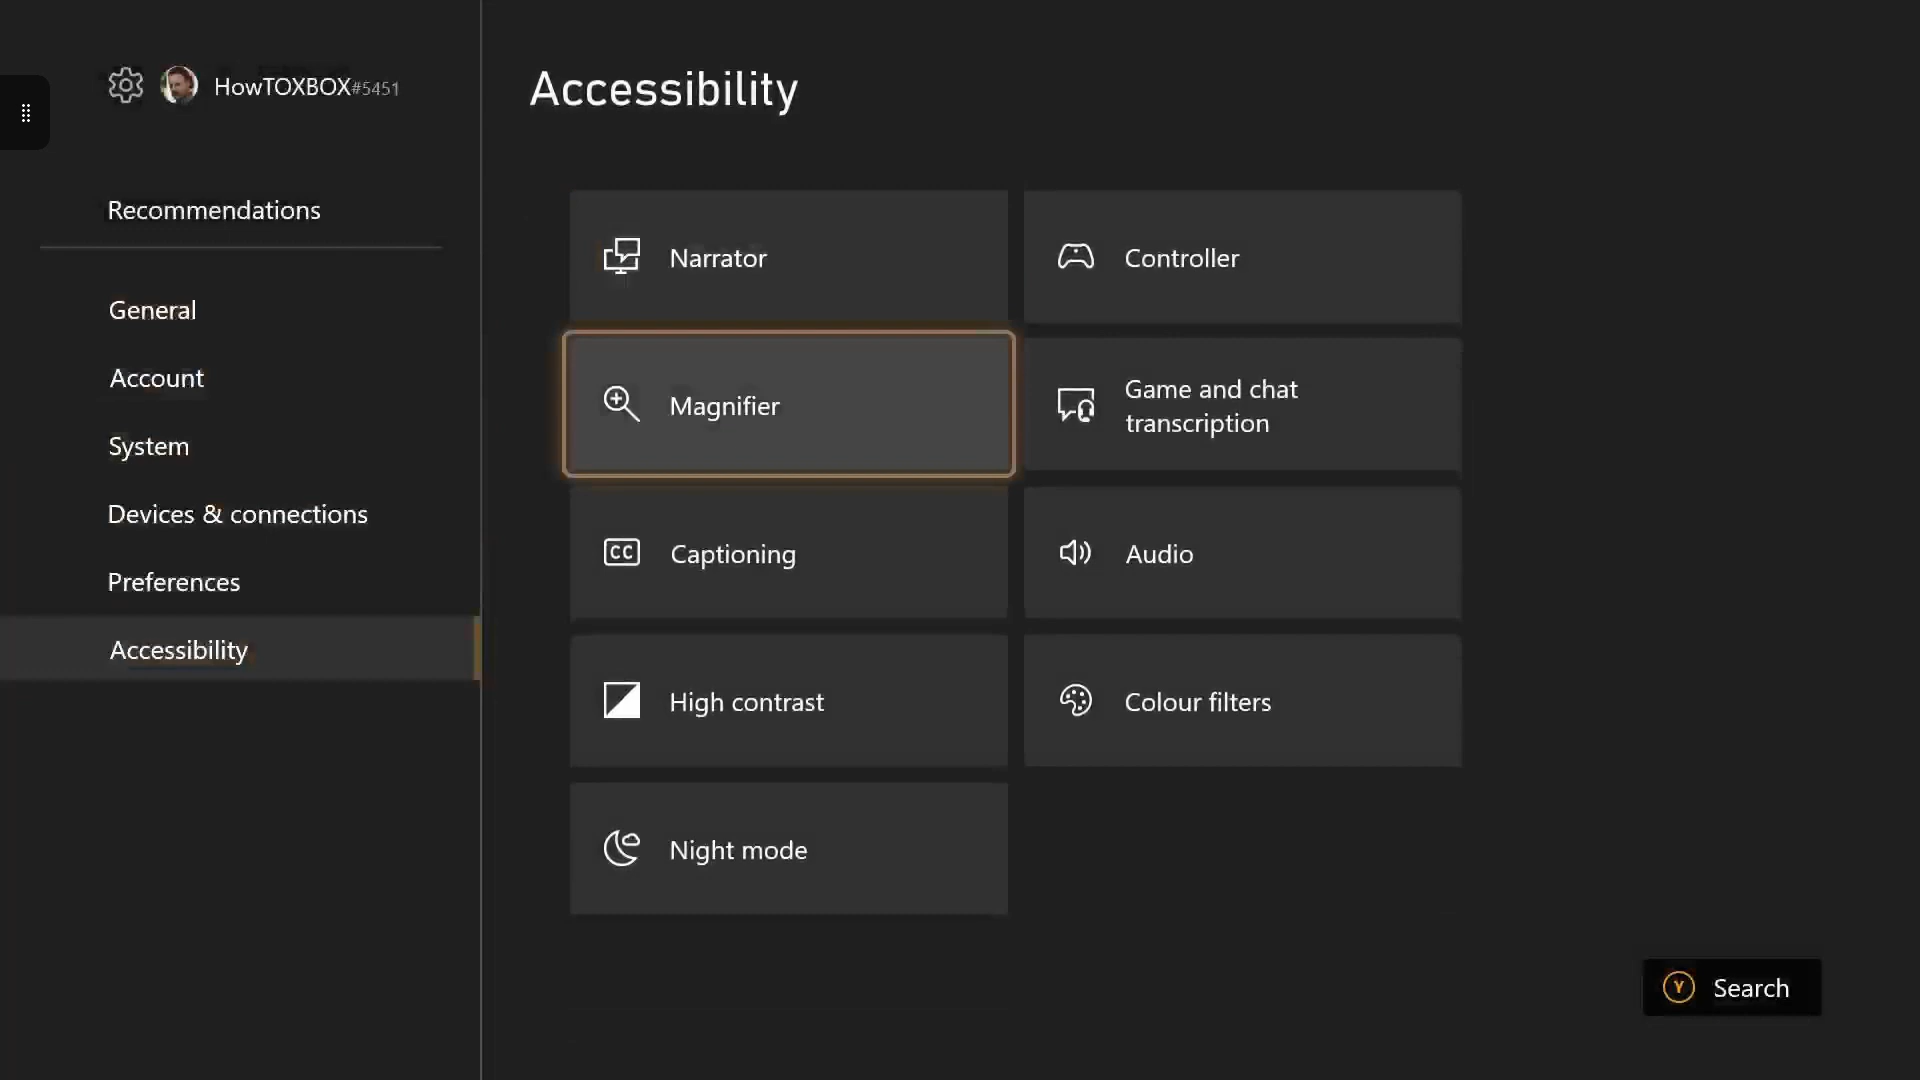 HowTOXBOX#5451
Accessibility
Recommendations
General
Account
System
Devices & connections
Preferences
Accessibility
Narrator
Controller
Magnifier
Game and chat
transcription
CC
Captioning
Audio
High contrast
Colour filters
Night mode
Y
Search